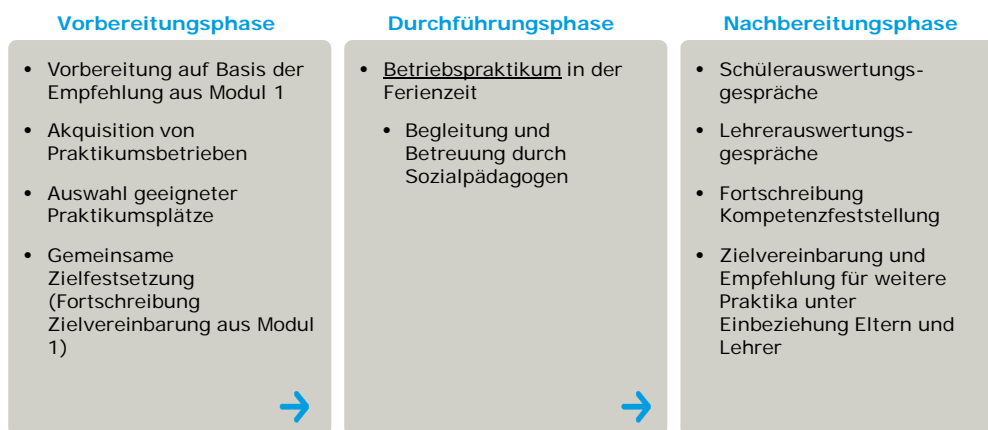 Vorbereitungsphase
• Vorbereitung auf Basis der
Empfehlung aus Modul 1
• Akquisition von
Praktikumsbetrieben
• Auswahl geeigneter
Praktikumsplätze
• Gemeinsame
Zielfestsetzung
(Fortschreibung
Zielvereinbarung aus Modul
1)
Durchführungsphase
• Betriebspraktikum in der
Ferienzeit
• Begleitung und
Betreuung durch
Sozialpädagogen
Nachbereitungsphase
• Schülerauswertungs-
gespräche
• Lehrerauswertungs-
gespräche
• Fortschreibung
Kompetenzfeststellung
• Zielvereinbarung und
Empfehlung für weitere
Praktika unter
Einbeziehung Eltern und
Lehrer